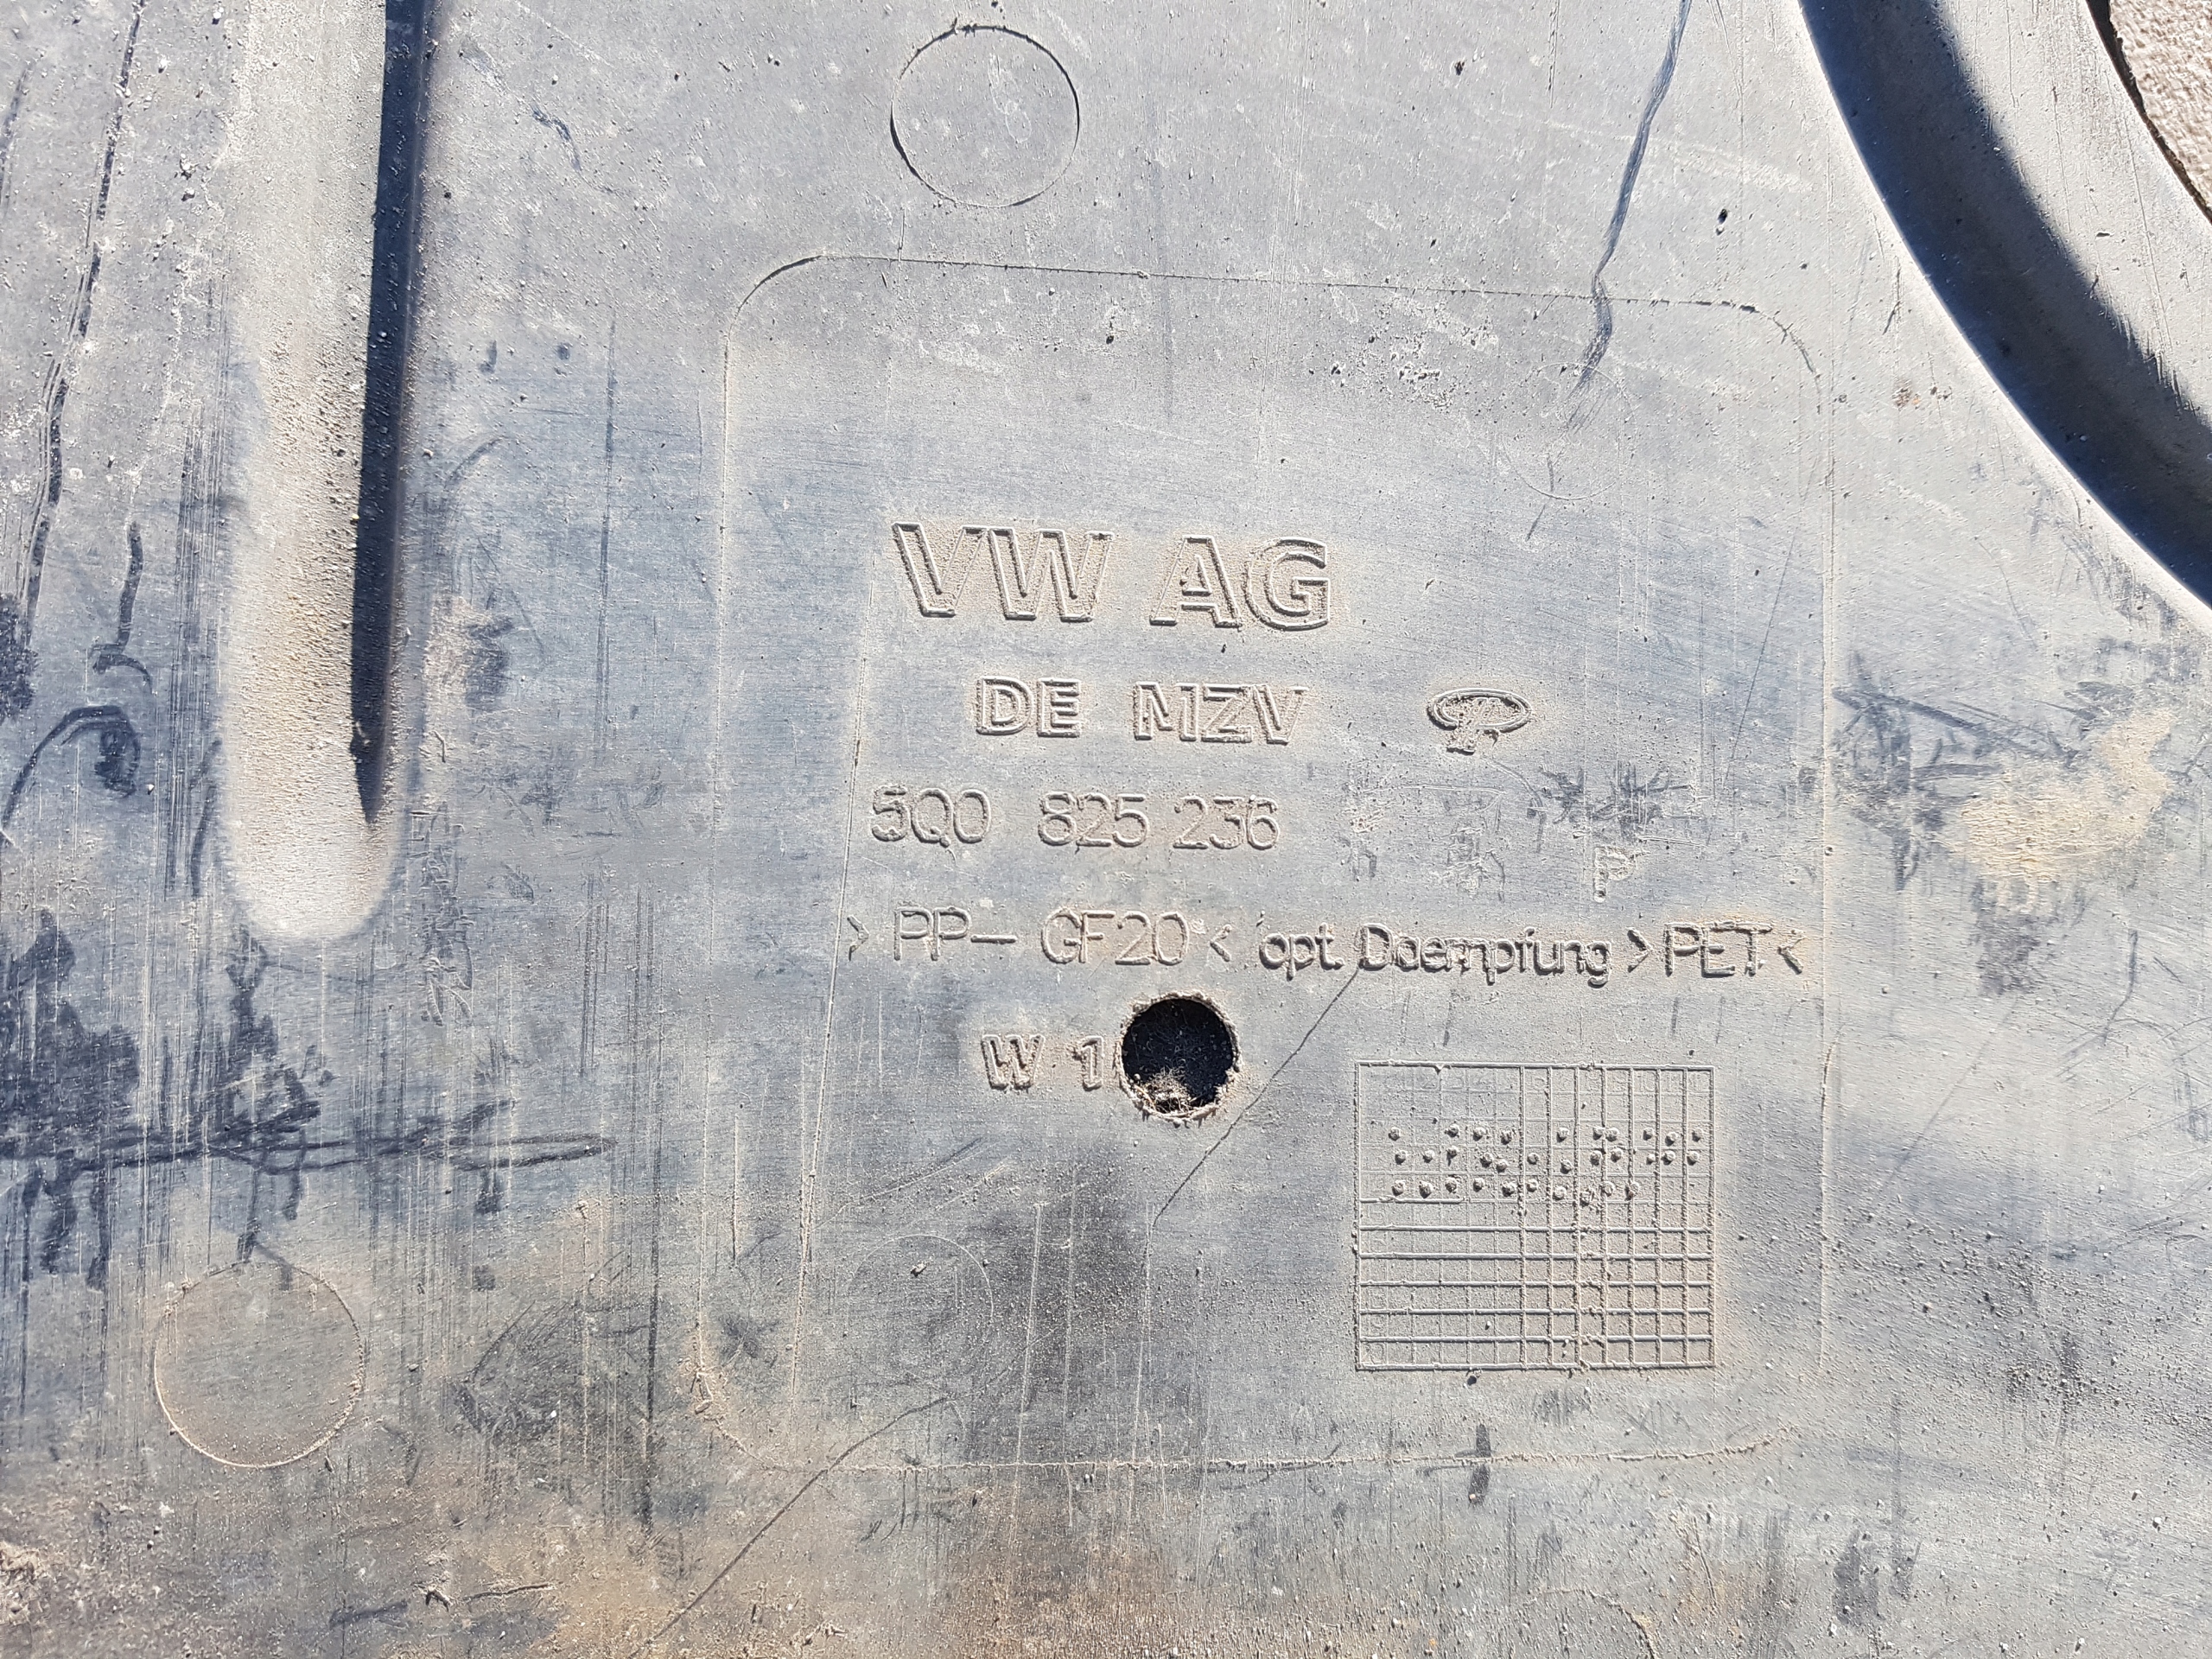 VW AG
DE MZV
5Q0 825 236
P
> PP- GF20 < opt. Daempfung >PET<
W 1